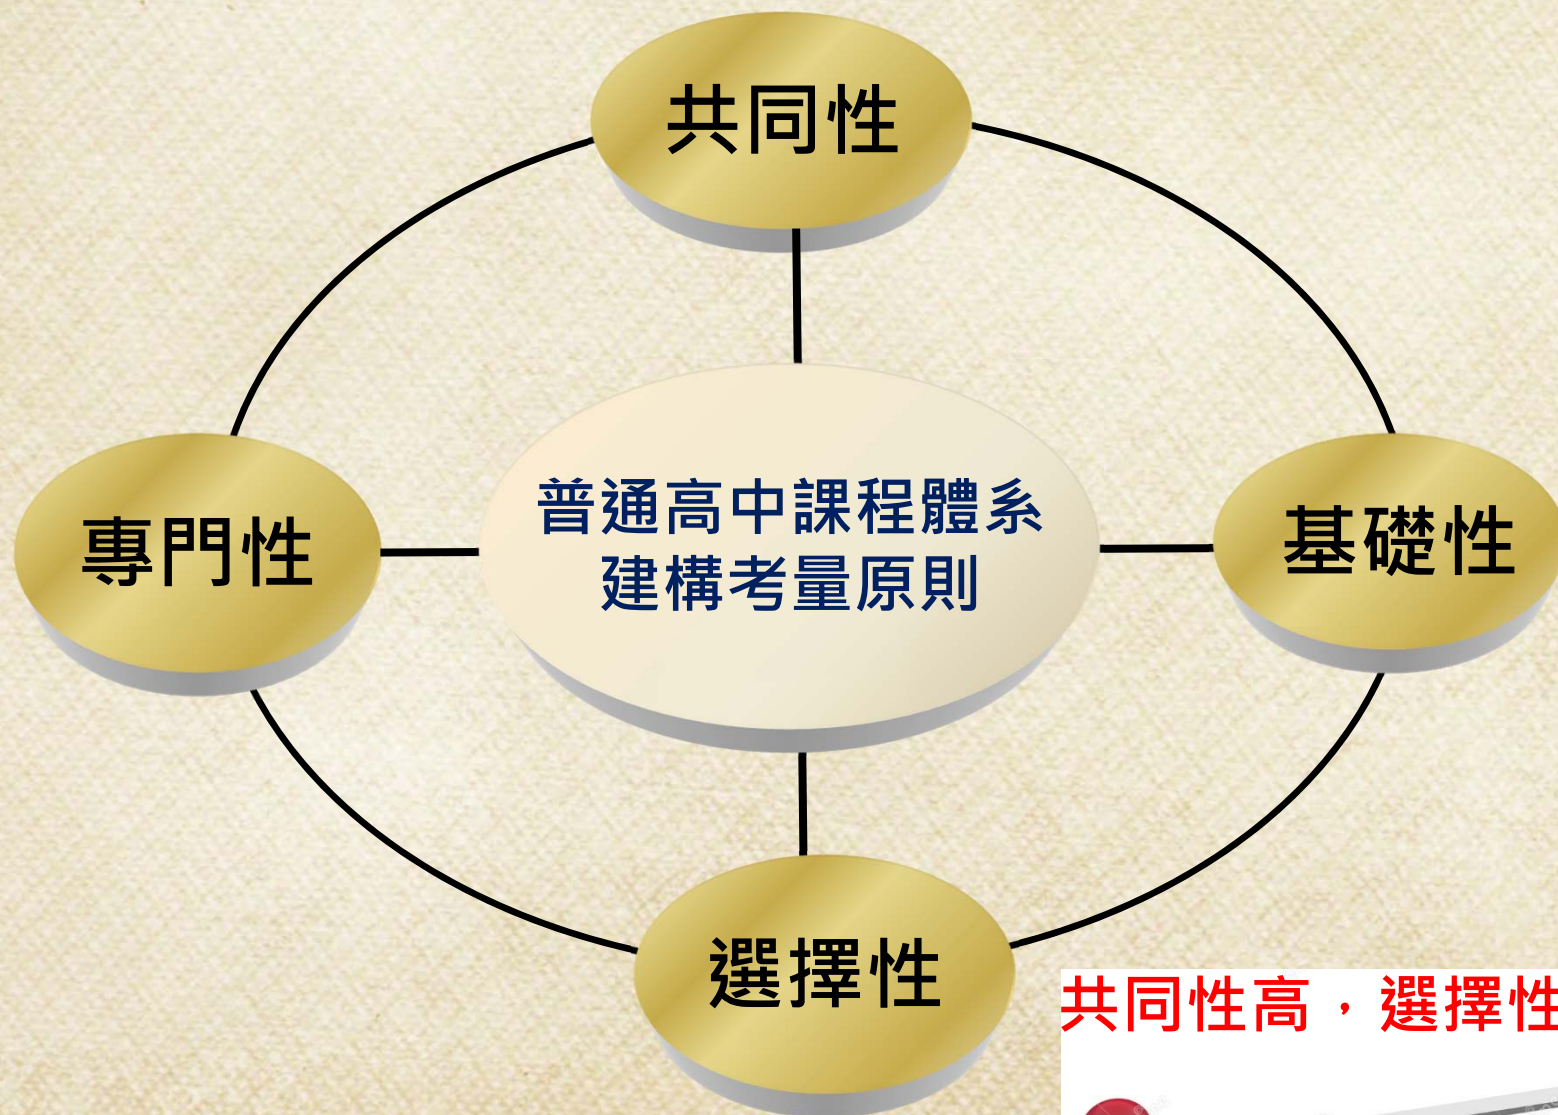 共同性
普通高中課程體系
建構考量原則
專門性
基礎性
選擇性
共同性高，選擇性